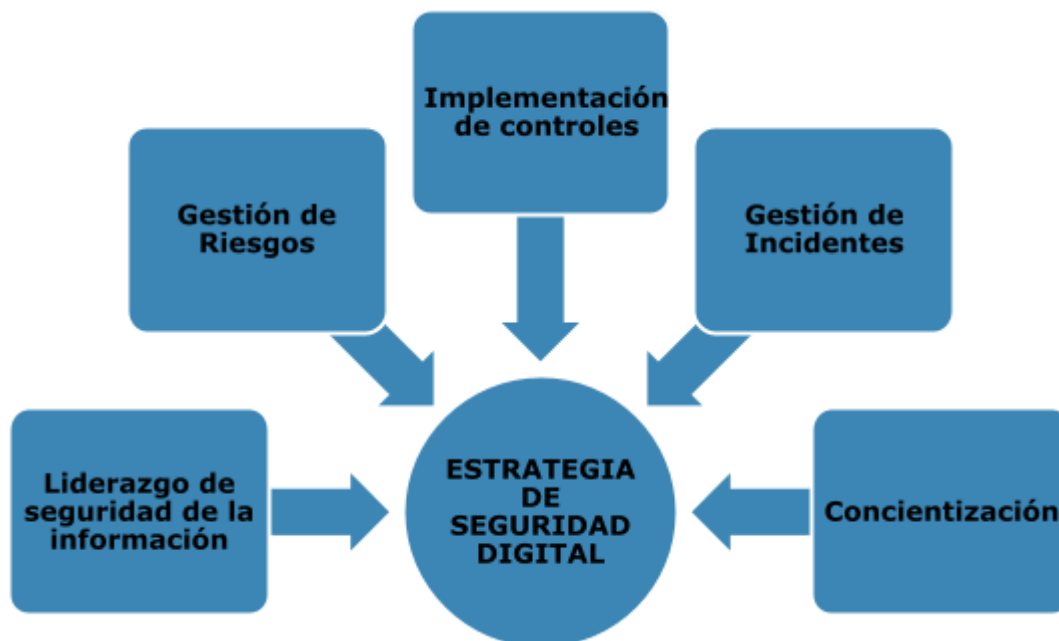 Implementación
de controles
Gestión de
Riesgos
Gestión de
Incidentes
Liderazgo de
seguridad de la
información
ESTRATEGIA
DE
SEGURIDAD
DIGITAL
Concientización